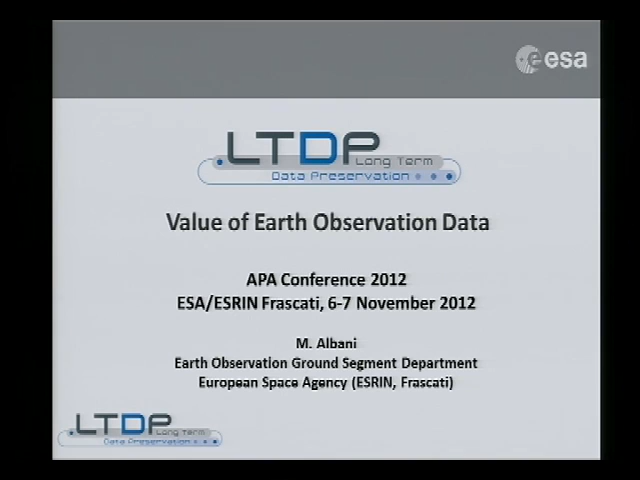 esa
LTDP
Long Term
Data Preservation
Value of Earth Observation Data
APA Conference 2012
ESA/ESRIN Frascati, 6-7 November 2012
M. Albani
Earth Observation Ground Segment Department
European Space Agency (ESRIN, Frascati)
LTDP
Long Term
Data Preservation